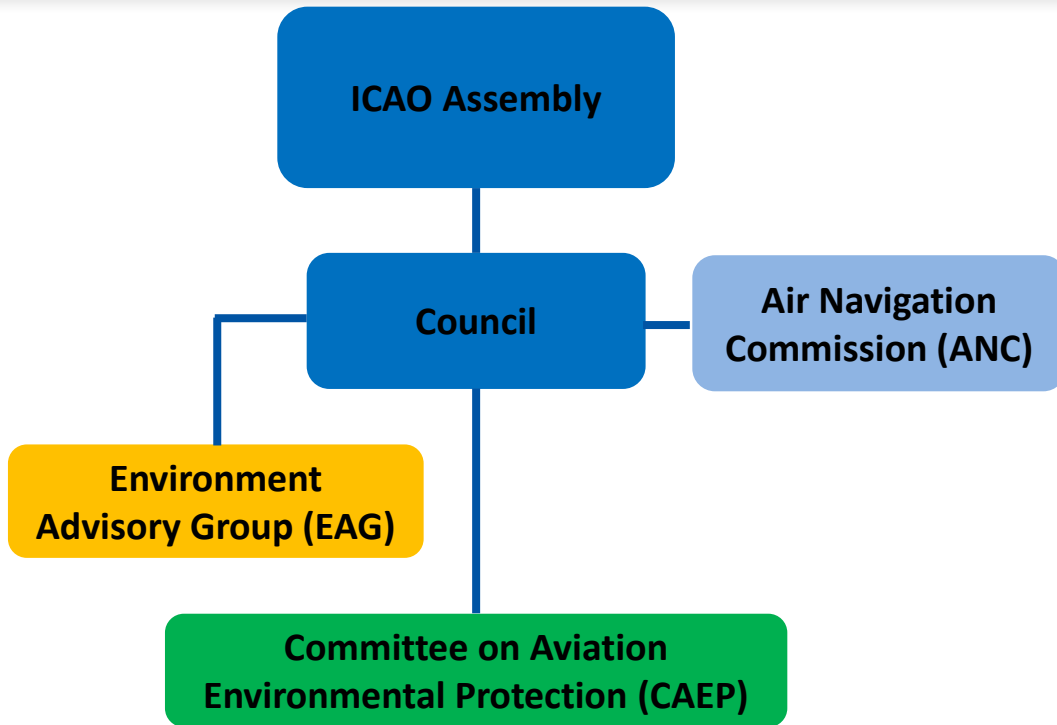 ICAO Assembly
Council
Air Navigation
Commission (ANC)
Environment
Advisory Group (EAG)
Committee on Aviation
Environmental Protection (CAEP)